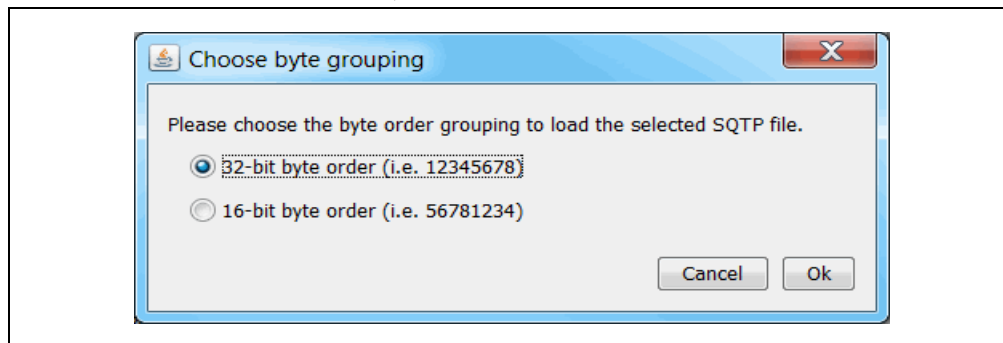 Choose byte grouping
Please choose the byte order grouping to load the selected SQTP file.
32-bit byte order (i.e. 12345678)
16-bit byte order (i.e. 56781234)
Cancel Ok